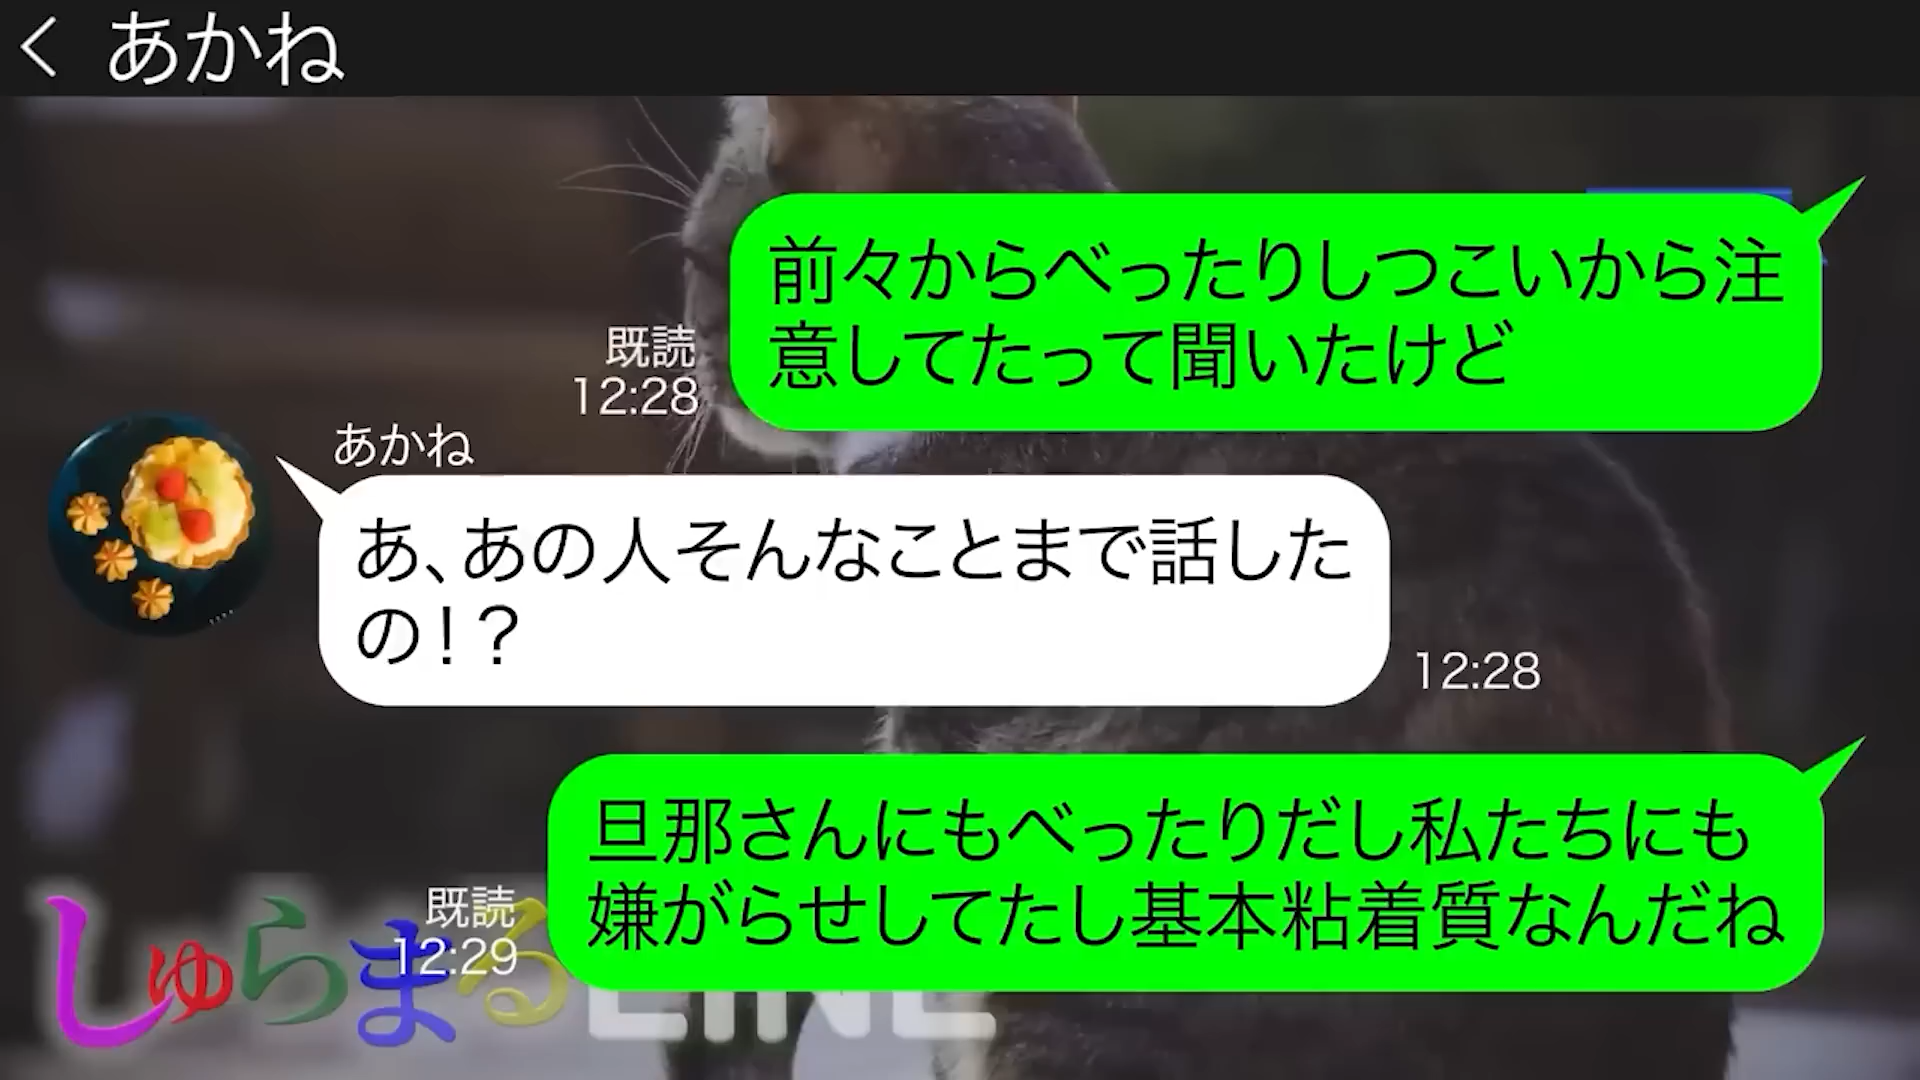 あかね
前々からべったりしつこいから注
意してたって聞いたけど
既読
12:28
あかね
あ、あの人そんなことまで話した
の！？
12:28
旦那さんにもべったりだし私たちにも
嫌がらせしてたし基本粘着質なんだね
既読
12:29
しゅらまるLINE